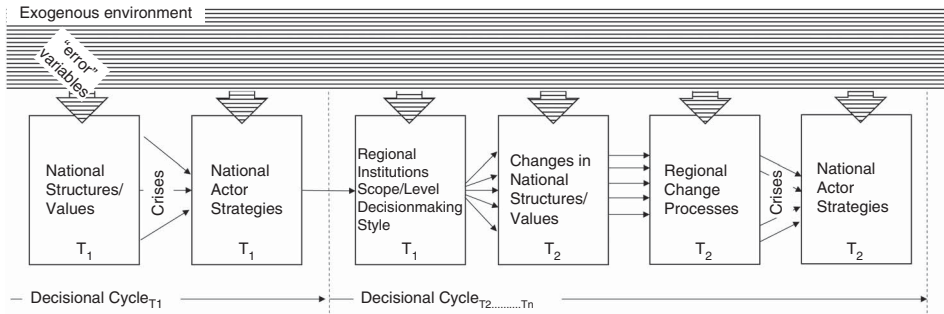 Exogenous environment
“error”
variables
National
Structures/
Values
T1
Crises
National
Actor
Strategies
T1
Regional
Institutions
Scope/Level
Decisionmaking
Style
T1
Changes in
National
Structures/
Values
T2
Regional
Change
Processes
T2
Crises
National
Actor
Strategies
T2
Decisional CycleT1
Decisional CycleT2..........Tn